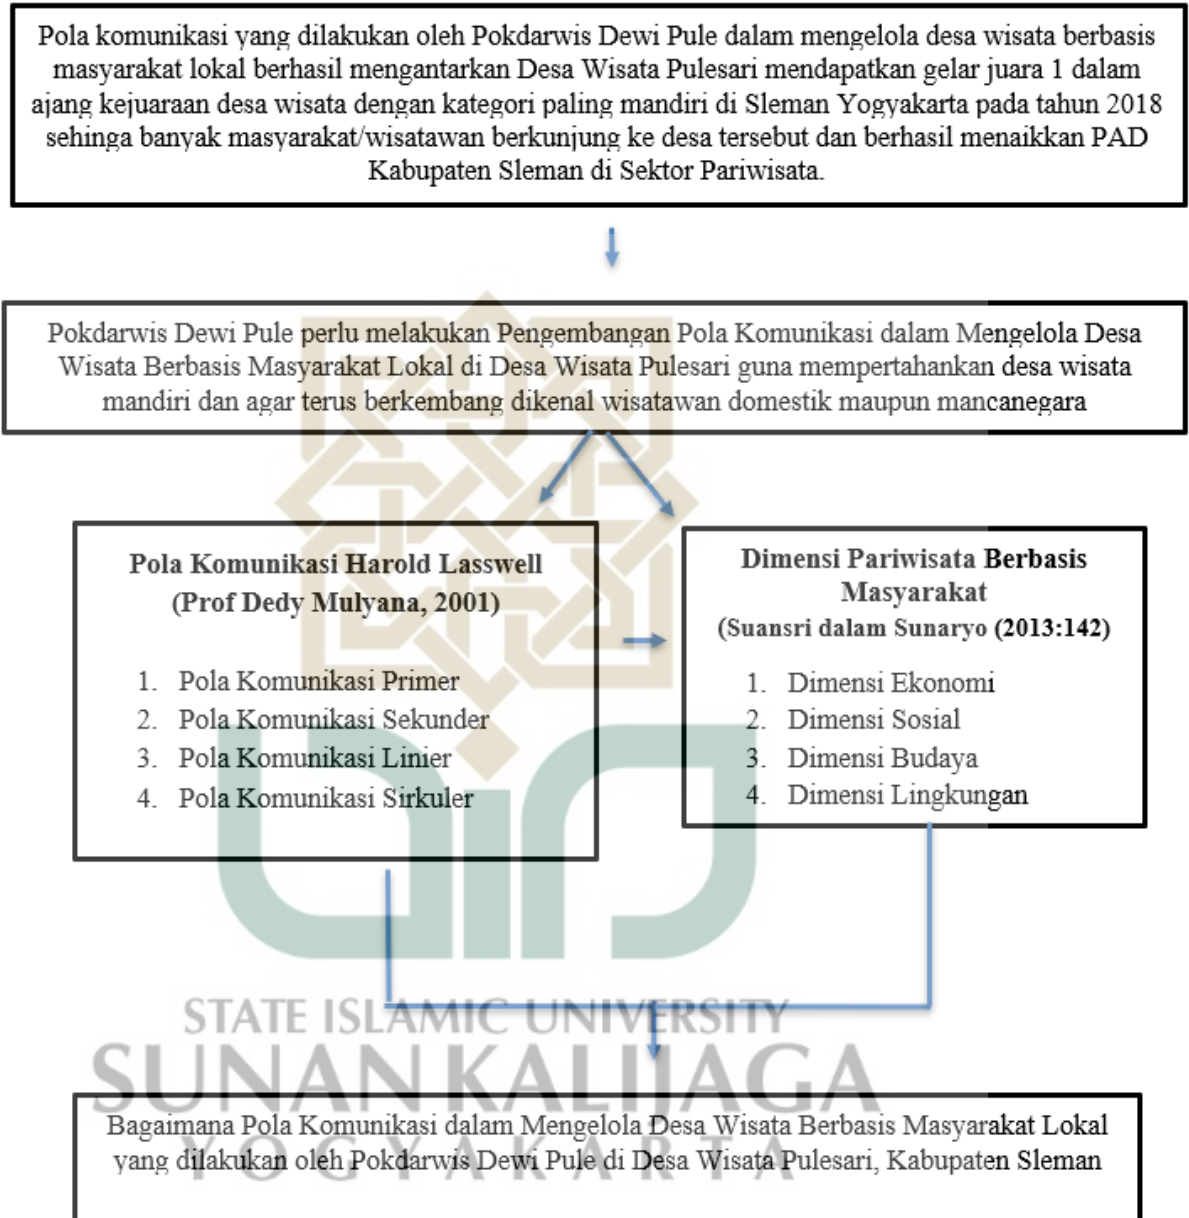 Pola komunikasi yang dilakukan oleh Pokdarwis Dewi Pule dalam mengelola desa wisata berbasis
masyarakat lokal berhasil mengantarkan Desa Wisata Pulesari mendapatkan gelar juara 1 dalam
ajang kejuaraan desa wisata dengan kategori paling mandiri di Sleman Yogyakarta pada tahun 2018
sehinga banyak masyarakat/wisatawan berkunjung ke desa tersebut dan berhasil menaikkan PAD
Kabupaten Sleman di Sektor Pariwisata.
Pokdarwis Dewi Pule perlu melakukan Pengembangan Pola Komunikasi dalam Mengelola Desa
Wisata Berbasis Masyarakat Lokal di Desa Wisata Pulesari guna mempertahankan desa wisata
mandiri dan agar terus berkembang dikenal wisatawan domestik maupun mancanegara
Pola Komunikasi Harold Lasswell
(Prof Dedy Mulyana, 2001)
1. Pola Komunikasi Primer
2. Pola Komunikasi Sekunder
3. Pola Komunikasi Linier
4. Pola Komunikasi Sirkuler
Dimensi Pariwisata Berbasis
Masyarakat
(Suansri dalam Sunaryo (2013:142)
1. Dimensi Ekonomi
2. Dimensi Sosial
3. Dimensi Budaya
4. Dimensi Lingkungan
STATE ISLAMIC UNIVERSITY
SUNAN KALIJAGA
YOGYAKARTA
Bagaimana Pola Komunikasi dalam Mengelola Desa Wisata Berbasis Masyarakat Lokal
yang dilakukan oleh Pokdarwis Dewi Pule di Desa Wisata Pulesari, Kabupaten Sleman